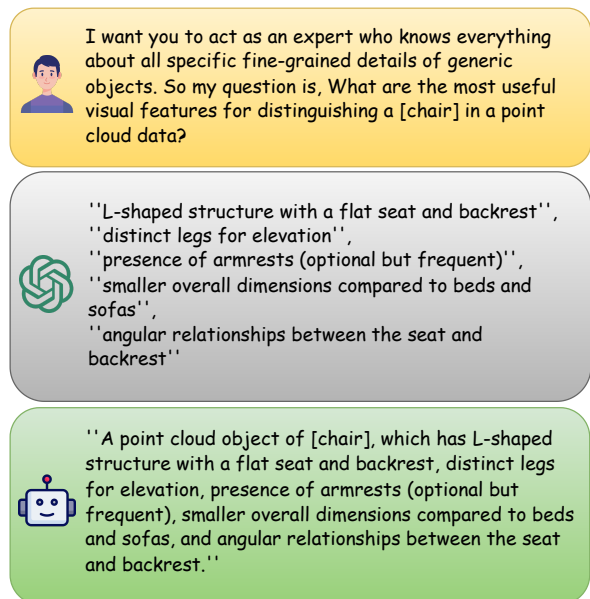 I want you to act as an expert who knows everything
about all specific fine-grained details of generic
objects. So my question is, What are the most useful
visual features for distinguishing a [chair] in a point
cloud data?
''L-shaped structure with a flat seat and backrest'',
''distinct legs for elevation'',
''presence of armrests (optional but frequent)'',
''smaller overall dimensions compared to beds and
sofas'',
''angular relationships between the seat and
backrest''
''A point cloud object of [chair], which has L-shaped
structure with a flat seat and backrest, distinct legs
for elevation, presence of armrests (optional but
frequent), smaller overall dimensions compared to beds
and sofas, and angular relationships between the seat
and backrest.''